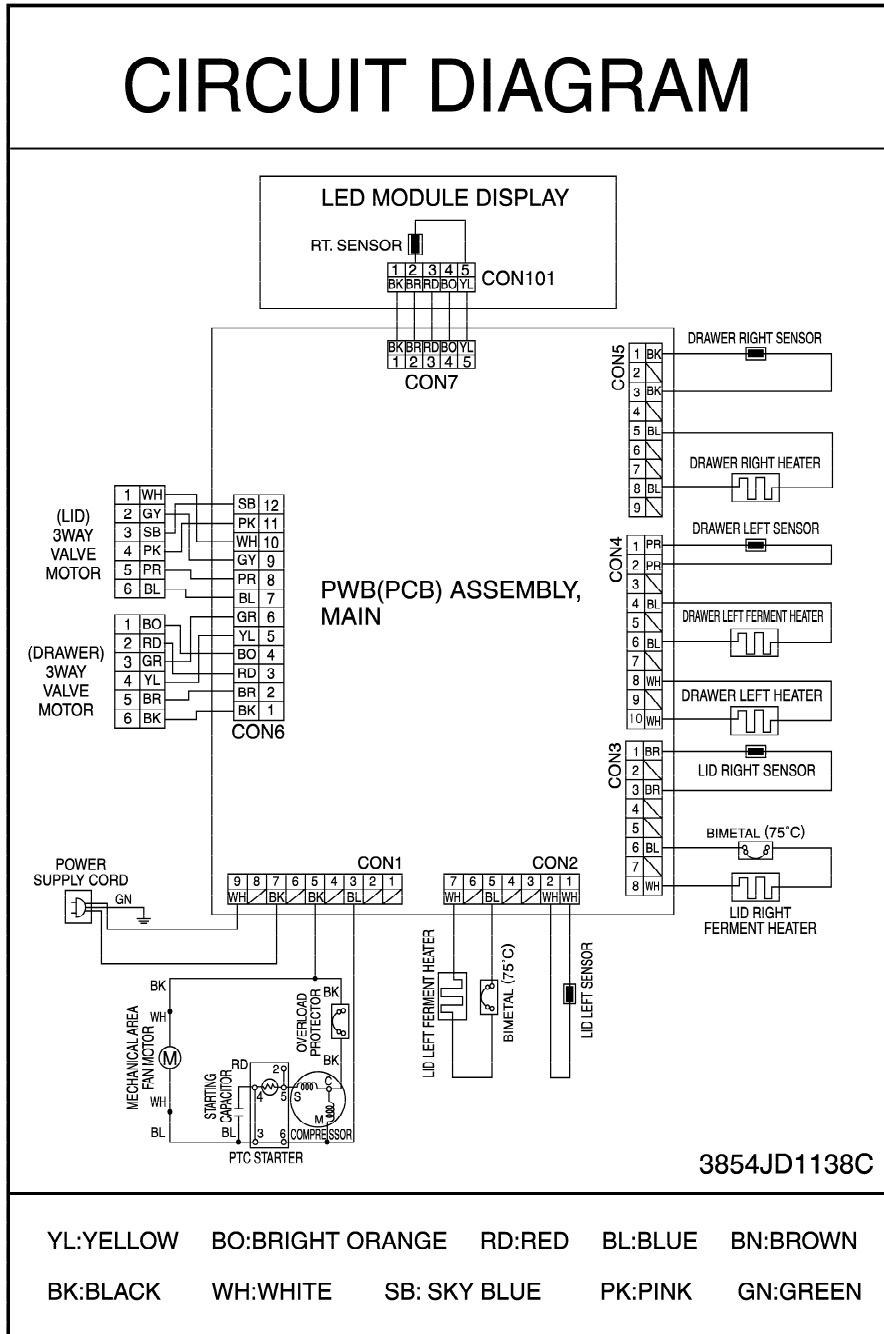 CIRCUIT DIAGRAM
LED MODULE DISPLAY
RT. SENSOR
1 2 3 4 5
BK BR RD BO YL
CON101
BK BR RD BO YL
1 2 3 4 5
CON7
(LID)
3WAY
VALVE
MOTOR
1 WH
2 GY
3 SB
4 PK
5 PR
6 BL
(DRAWER)
3WAY
VALVE
MOTOR
1 BO
2 RD
3 GR
4 YL
5 BR
6 BK
SB 12
PK 11
WH 10
GY 9
PR 8
BL 7
GR 6
YL 5
BO 4
RD 3
BR 2
BK 1
CON6
PWB(PCB) ASSEMBLY,
MAIN
CON5
1 BK
2
3 BK
4
5 BL
6
7
8 BL
9
DRAWER RIGHT SENSOR
DRAWER RIGHT HEATER
CON4
1 PR
2 PR
3
4 BL
5
6 BL
7
8 WH
9
10 WH
DRAWER LEFT SENSOR
DRAWER LEFT FERMENT HEATER
DRAWER LEFT HEATER
CON3
1 BR
2
3 BR
4
5
6 BL
7
8 WH
LID RIGHT SENSOR
BIMETAL (75°C)
LID RIGHT
FERMENT HEATER
POWER
SUPPLY CORD
GN
CON1
9 8 7 6 5 4 3 2 1
WH BK BK BL
CON2
7 6 5 4 3 2 1
WH BL WH WH
LID LEFT FERMENT HEATER
BIMETAL (75°C)
LID LEFT SENSOR
BK
WH
MECHANICAL AREA
FAN MOTOR
M
WH
BL
BK
OVERLOAD
PROTECTOR
BK
RD
STARTING
CAPACITOR
BL
2
4 5
3 6
S
C
M
COMPRESSOR
PTC STARTER
3854JD1138C
YL:YELLOW BO:BRIGHT ORANGE RD:RED BL:BLUE BN:BROWN
BK:BLACK WH:WHITE SB: SKY BLUE PK:PINK GN:GREEN